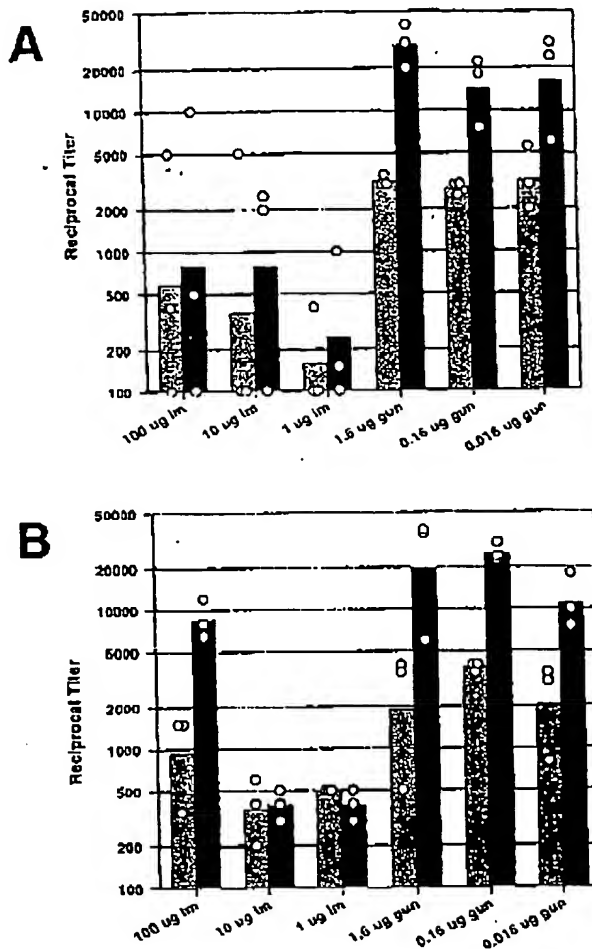 A
50000
20000
10000
5000
2000
1000
500
200
100
Reciprocal Titer
100 ug im
10 ug im
1 ug im
1.6 ug gun
0.16 ug gun
0.016 ug gun
B
50000
20000
10000
5000
2000
1000
500
200
100
Reciprocal Titer
100 ug im
10 ug im
1 ug im
1.6 ug gun
0.16 ug gun
0.016 ug gun